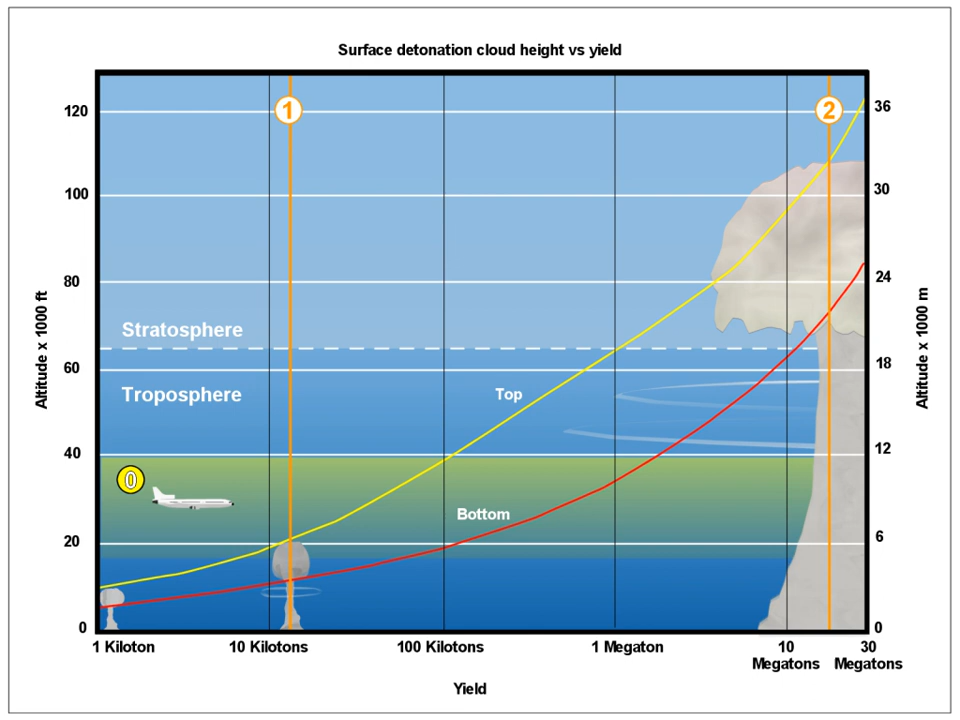 Surface detonation cloud height vs yield
120
100
80
60
40
20
0
Altitude x 1000 ft
36
30
24
18
12
6
0
Altitude x 1000 m
1
2
Stratosphere
Troposphere
Top
0
Bottom
1 Kiloton
10 Kilotons
100 Kilotons
1 Megaton
10
Megatons
30
Megatons
Yield